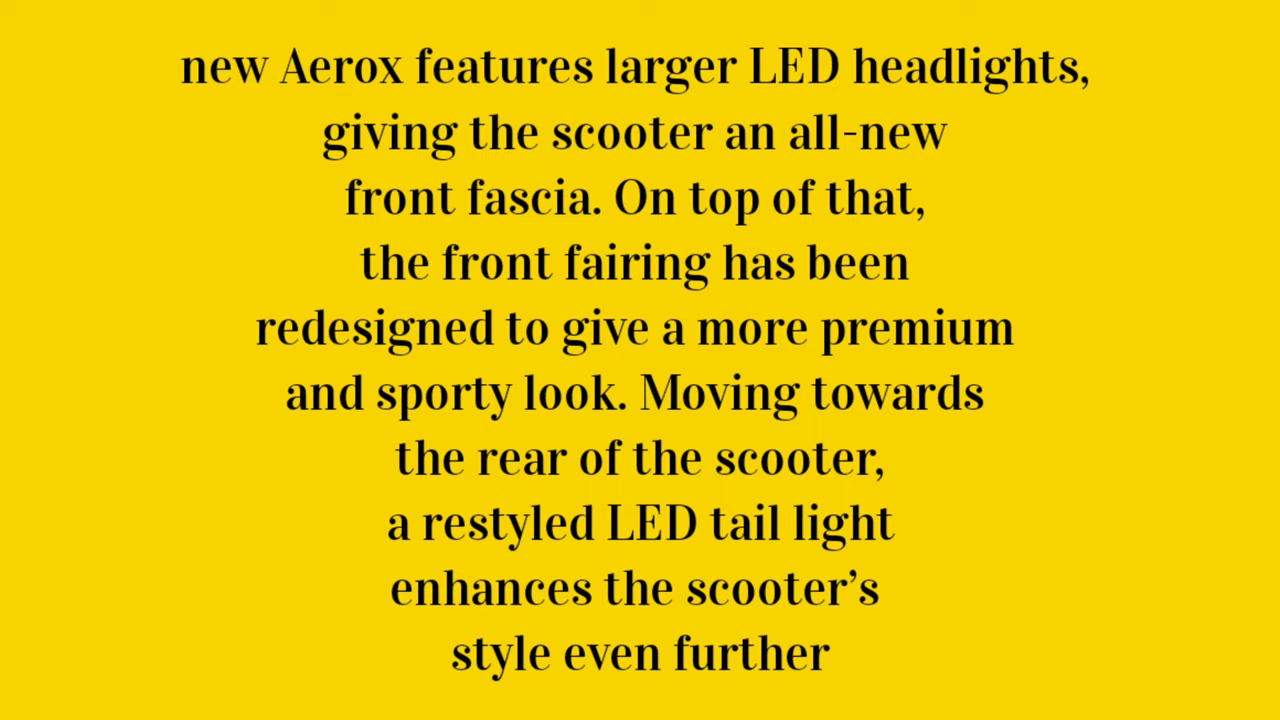 new Aerox features larger LED headlights,
giving the scooter an all-new
front fascia. On top of that,
the front fairing has been
redesigned to give a more premium
and sporty look. Moving towards
the rear of the scooter,
a restyled LED tail light
enhances the scooter’s
style even further